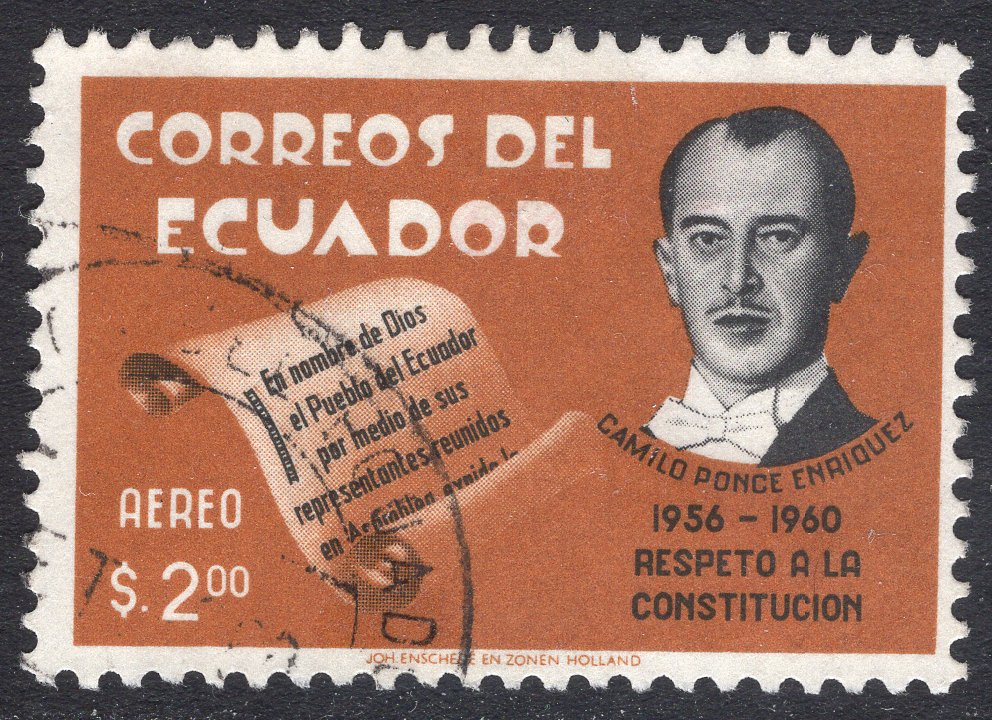 CORREOS DEL
ECUADOR
En nombre de Dios
el Pueblo del Ecuador
por medio de sus
representantes reunidos
en
AEREO
$. 2.00
CAMILO PONCE ENRIQUEZ
1956 - 1960
RESPETO A LA
CONSTITUCION
JOH. ENSCHEDE EN ZONEN HOLLAND